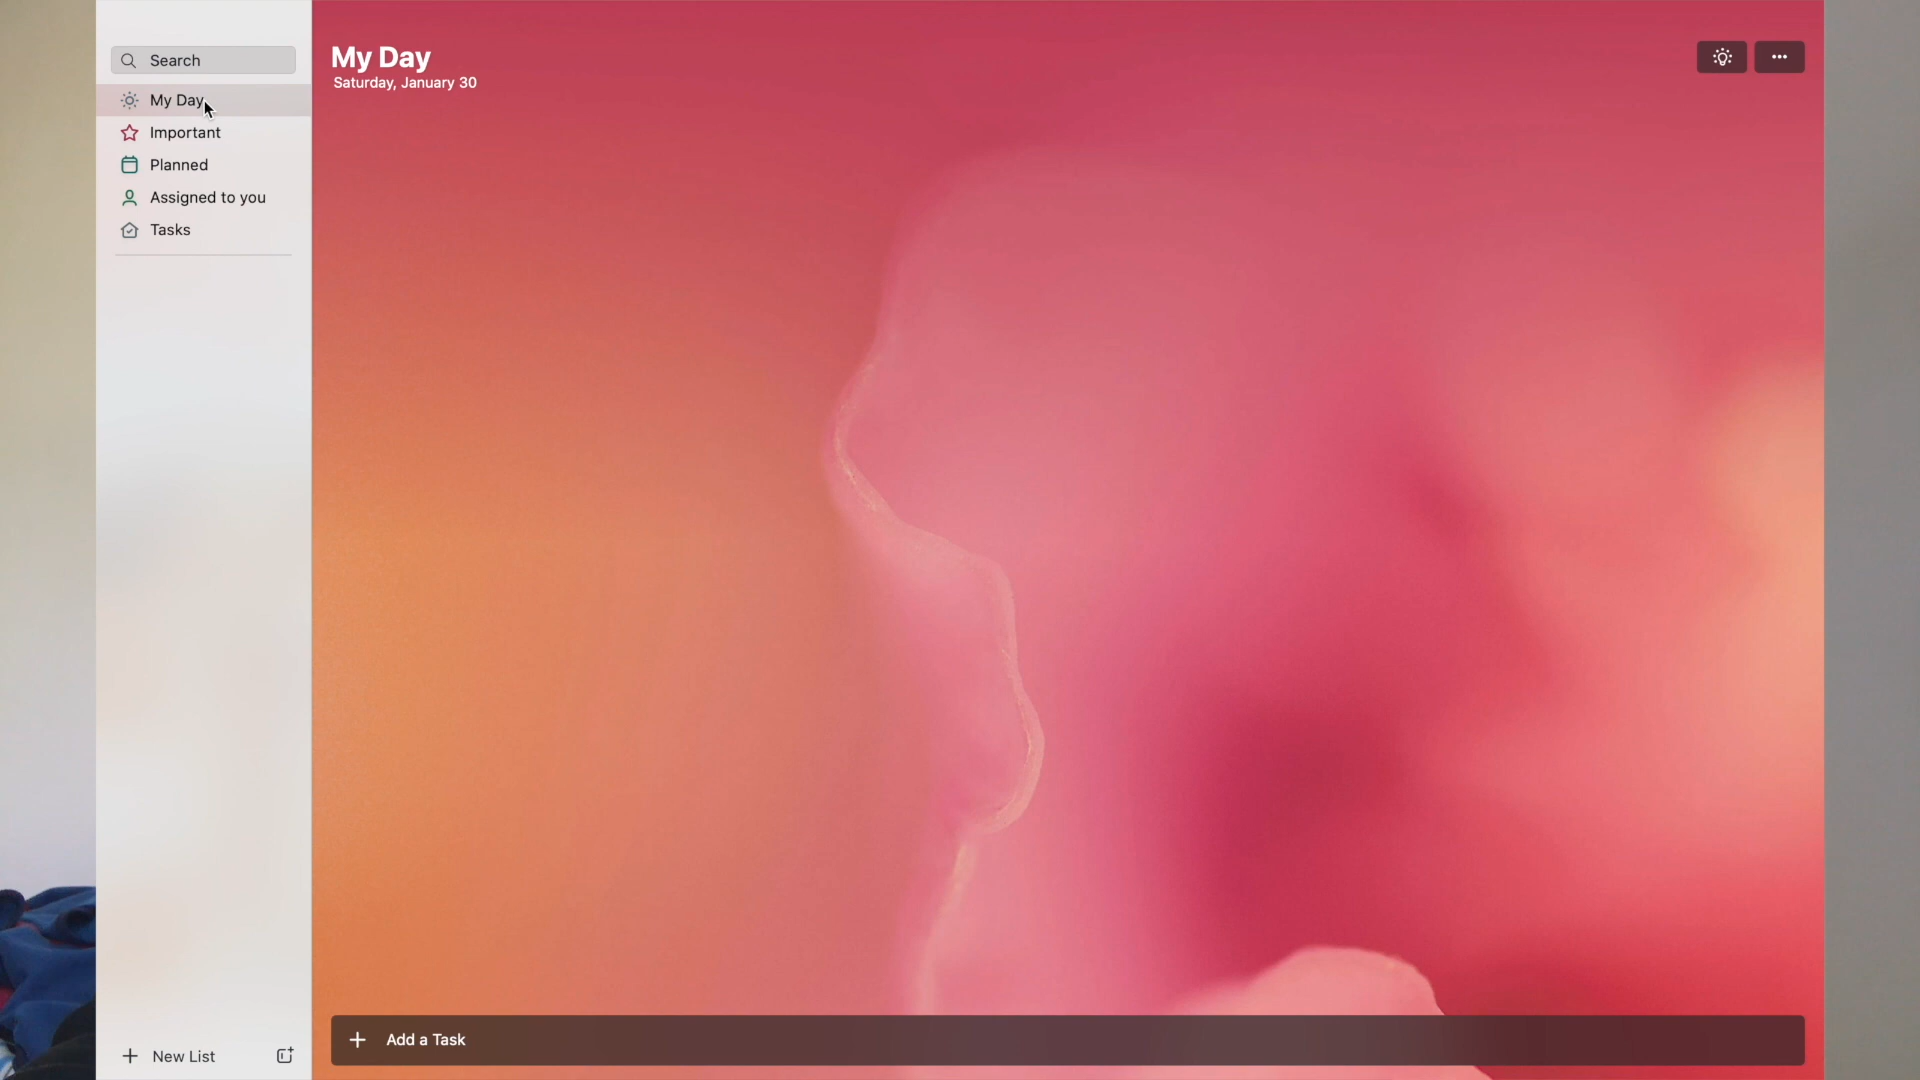 Search
My Day
Important
Planned
Assigned to you
Tasks
New List
My Day
Saturday, January 30
Add a Task